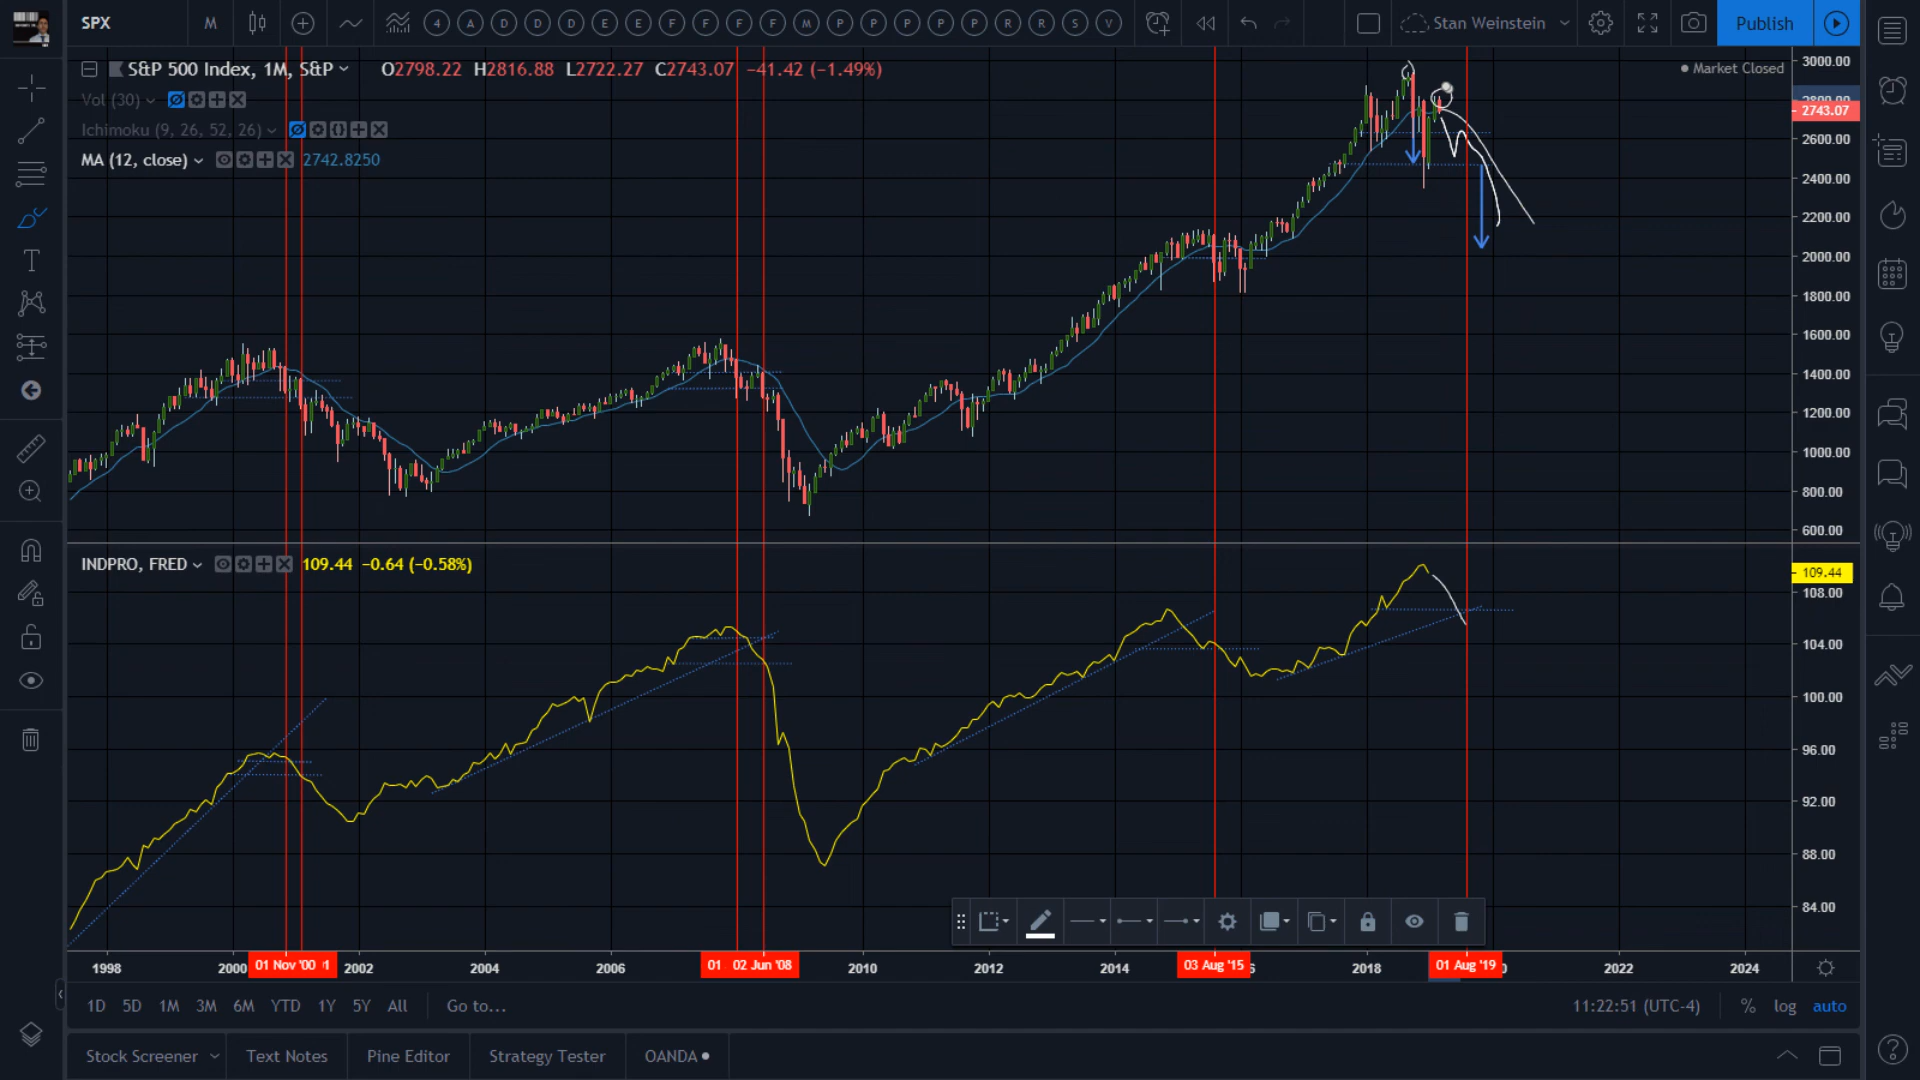 SPX M 4 A D D D E E F F F F M P P P P P R R S V Stan Weinstein Publish
S&P 500 Index, 1M, S&P O2798.22 H2816.88 L2722.27 C2743.07 −41.42 (−1.49%)
Market Closed
Vol (30)
Ichimoku (9, 26, 52, 26)
MA (12, close) 2742.8250
3000.00
2800.00
2743.07
2600.00
2400.00
2200.00
2000.00
1800.00
1600.00
1400.00
1200.00
1000.00
800.00
600.00
INDPRO, FRED 109.44 −0.64 (−0.58%)
109.44
108.00
104.00
100.00
96.00
92.00
88.00
84.00
1998 2000 01 Nov '00 1 2002 2004 2006 01 02 Jun '08 2010 2012 2014 03 Aug '15 6 2018 01 Aug '19 2022 2024
1D 5D 1M 3M 6M YTD 1Y 5Y All Go to... 11:22:51 (UTC-4) % log auto
Stock Screener Text Notes Pine Editor Strategy Tester OANDA